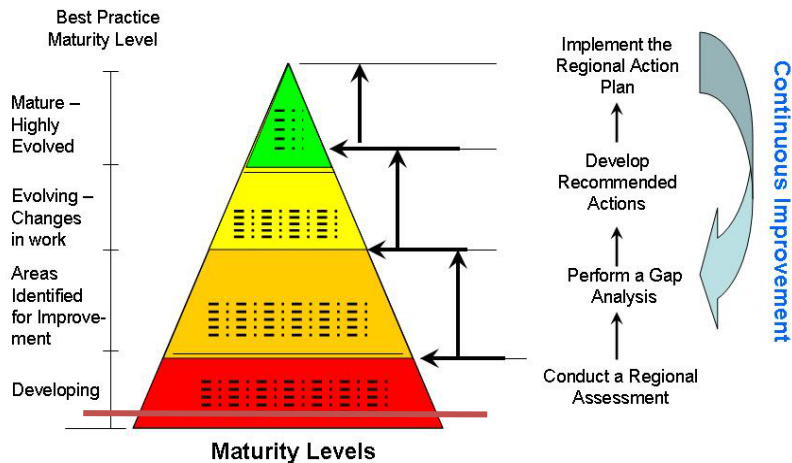 Best Practice
Maturity Level
Mature –
Highly
Evolved
Evolving –
Changes
in work
Areas
Identified
for Improve-
ment
Developing
Maturity Levels
Implement the
Regional Action
Plan
Develop
Recommended
Actions
Perform a Gap
Analysis
Conduct a Regional
Assessment
Continuous Improvement